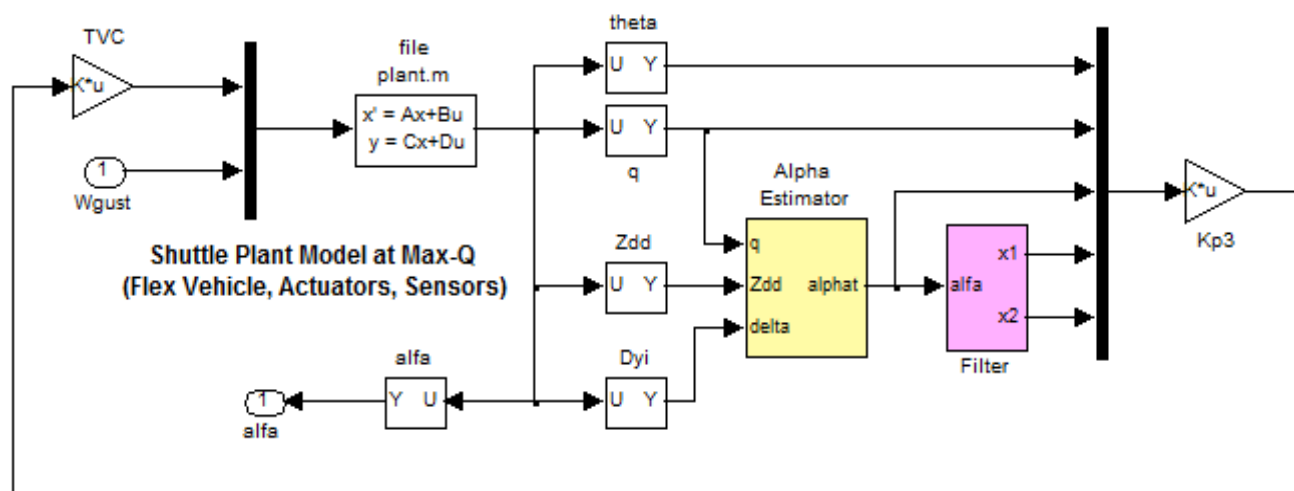 TVC
K*u
1
Wgust
file
plant.m
x' = Ax+Bu
y = Cx+Du
theta
U Y
U Y
q
Shuttle Plant Model at Max-Q
(Flex Vehicle, Actuators, Sensors)
Zdd
U Y
alfa
Y U
1
alfa
Dyi
U Y
Alpha
Estimator
q
Zdd alphat
delta
x1
alfa
x2
Filter
K*u
Kp3